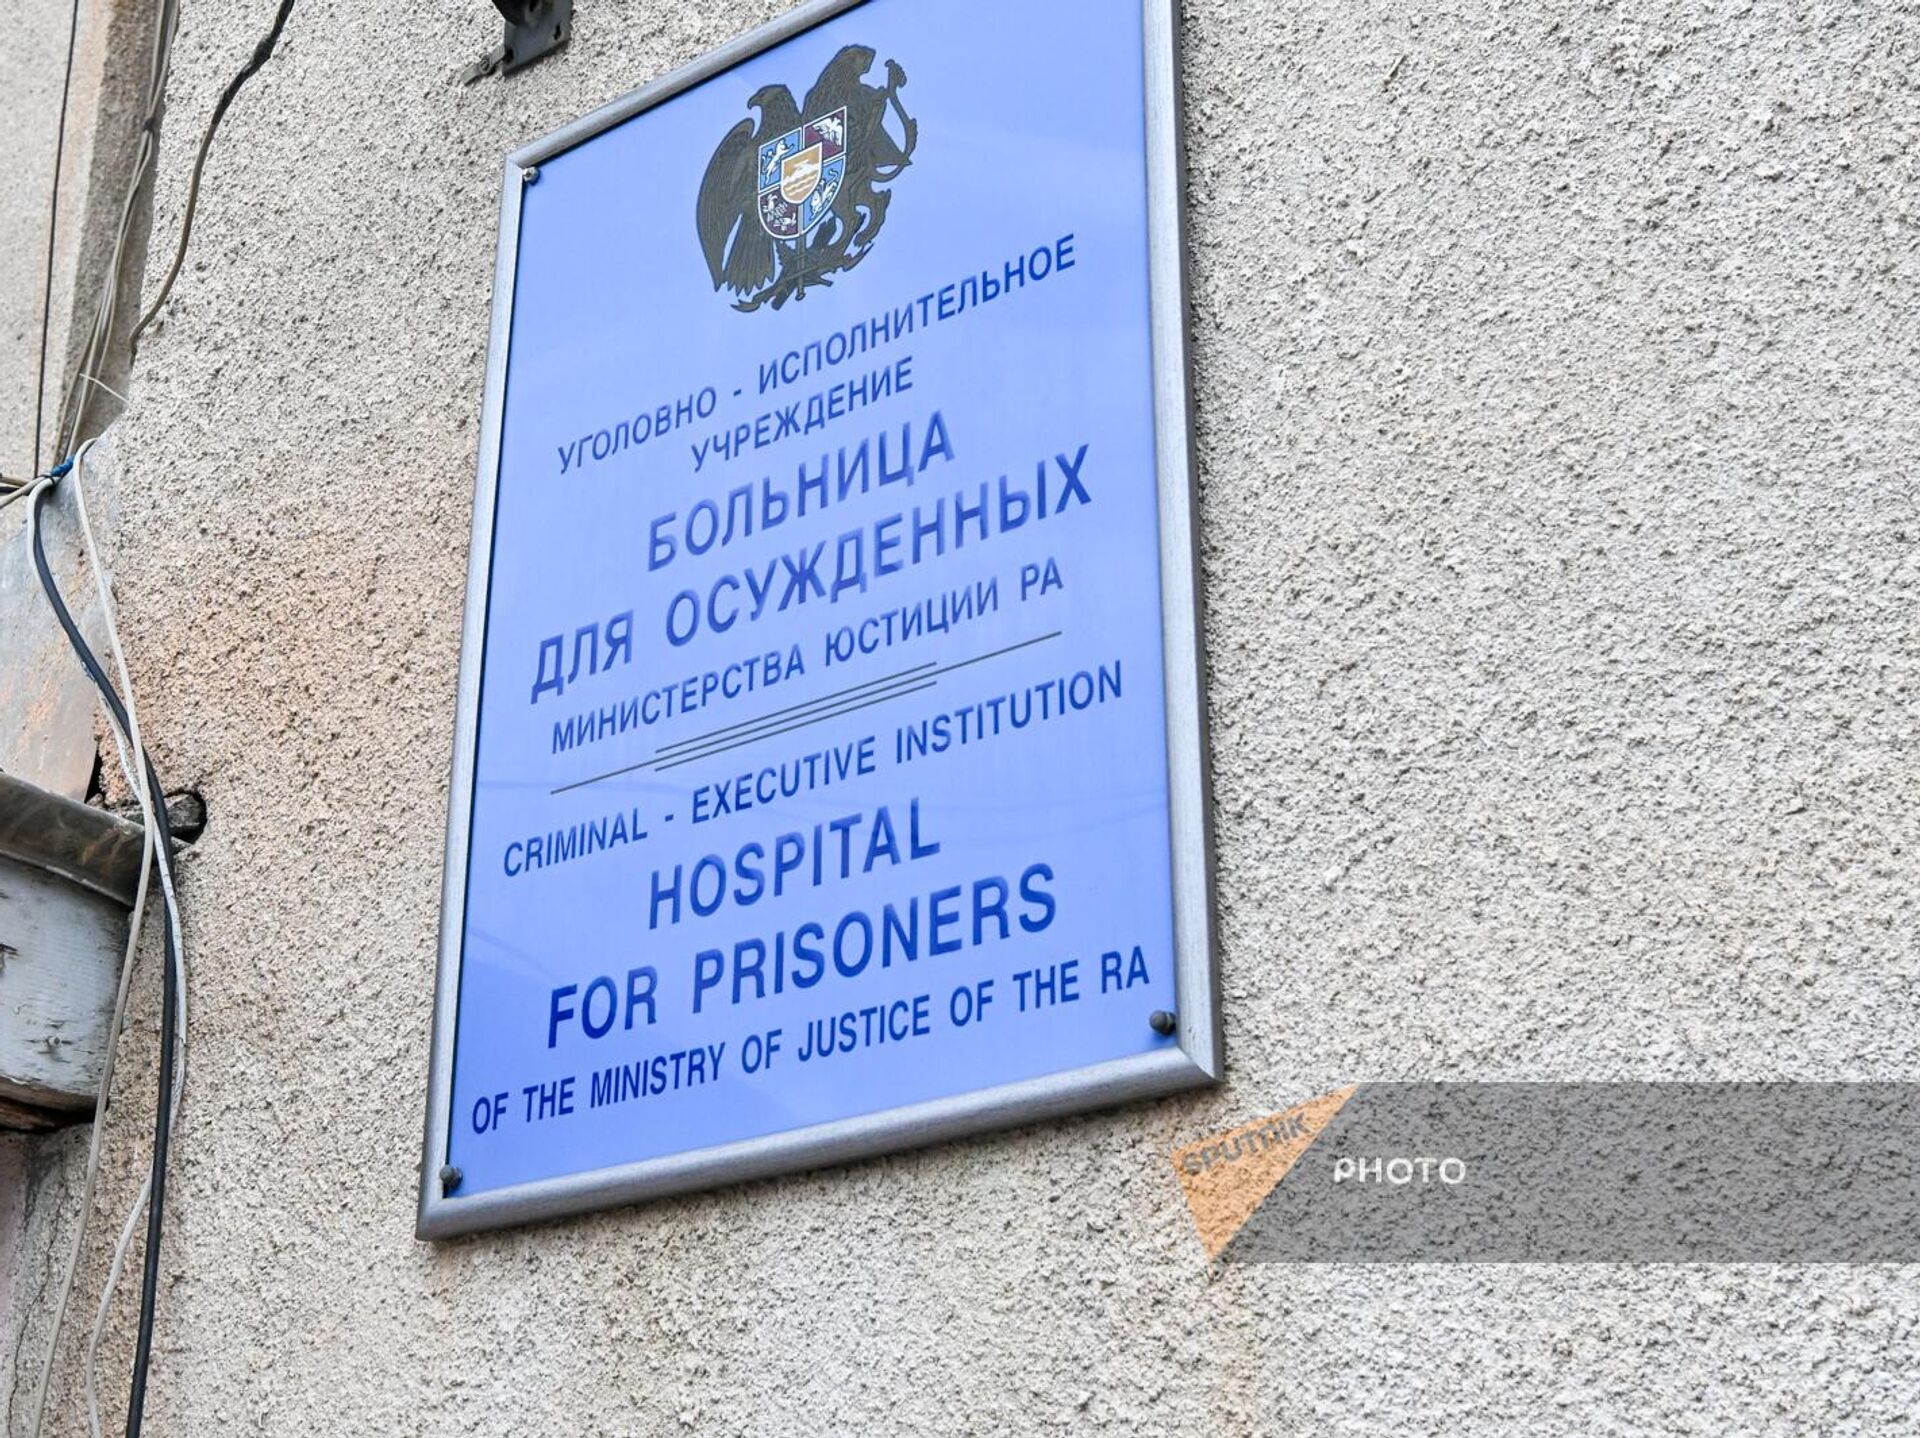 УГОЛОВНО - ИСПОЛНИТЕЛЬНОЕ
УЧРЕЖДЕНИЕ
БОЛЬНИЦА
ДЛЯ ОСУЖДЕННЫХ
МИНИСТЕРСТВА ЮСТИЦИИ РА
CRIMINAL - EXECUTIVE INSTITUTION
HOSPITAL
FOR PRISONERS
OF THE MINISTRY OF JUSTICE OF THE RA
SPUTNIK
PHOTO